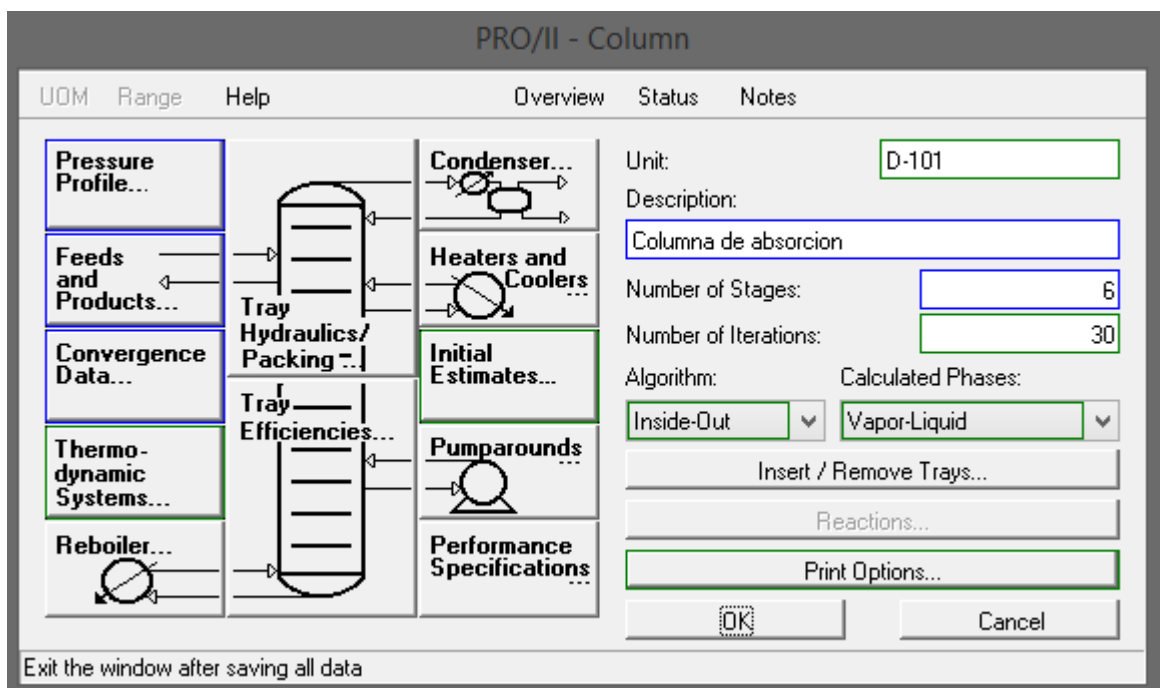 PRO/II - Column
UOM Range Help Overview Status Notes
Pressure
Profile...
Feeds
and
Products...
Convergence
Data...
Thermo-
dynamic
Systems...
Reboiler...
Tray
Hydraulics/
Packing ...
Tray
Efficiencies...
Condenser...
Heaters and
Coolers
...
Initial
Estimates...
Pumparounds
...
Performance
Specifications
...
Unit: D-101
Description:
Columna de absorcion
Number of Stages: 6
Number of Iterations: 30
Algorithm: Calculated Phases:
Inside-Out Vapor-Liquid
Insert / Remove Trays...
Reactions...
Print Options...
OK Cancel
Exit the window after saving all data